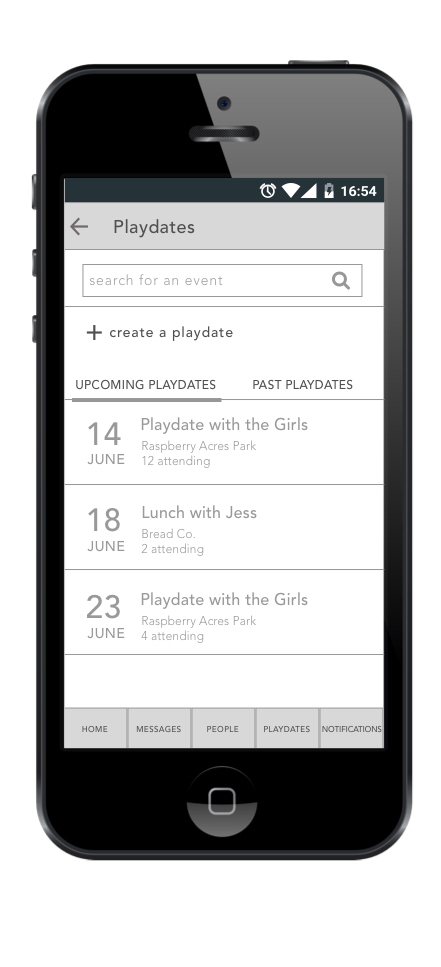 16:54
Playdates
search for an event
+ create a playdate
UPCOMING PLAYDATES PAST PLAYDATES
14 JUNE
Playdate with the Girls
Raspberry Acres Park
12 attending
18 JUNE
Lunch with Jess
Bread Co.
2 attending
23 JUNE
Playdate with the Girls
Raspberry Acres Park
4 attending
HOME MESSAGES PEOPLE PLAYDATES NOTIFICATIONS